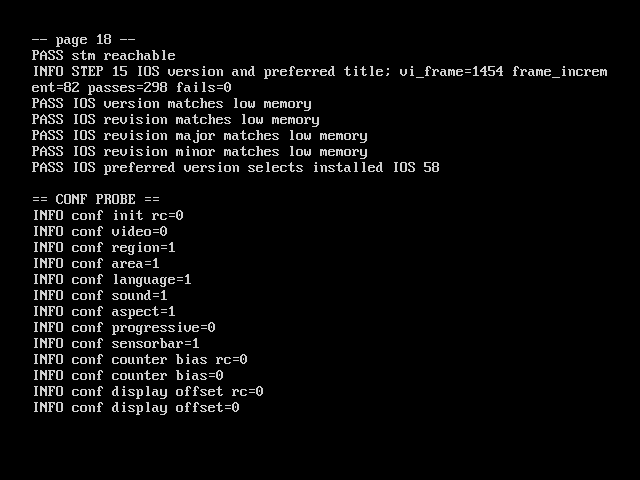 -- page 18 --
PASS stm reachable
INFO STEP 15 IOS version and preferred title; vi_frame=1454 frame_increm
ent=82 passes=298 fails=0
PASS IOS version matches low memory
PASS IOS revision matches low memory
PASS IOS revision major matches low memory
PASS IOS revision minor matches low memory
PASS IOS preferred version selects installed IOS 58
== CONF PROBE ==
INFO conf init rc=0
INFO conf video=0
INFO conf region=1
INFO conf area=1
INFO conf language=1
INFO conf sound=1
INFO conf aspect=1
INFO conf progressive=0
INFO conf sensorbar=1
INFO conf counter bias rc=0
INFO conf counter bias=0
INFO conf display offset rc=0
INFO conf display offset=0